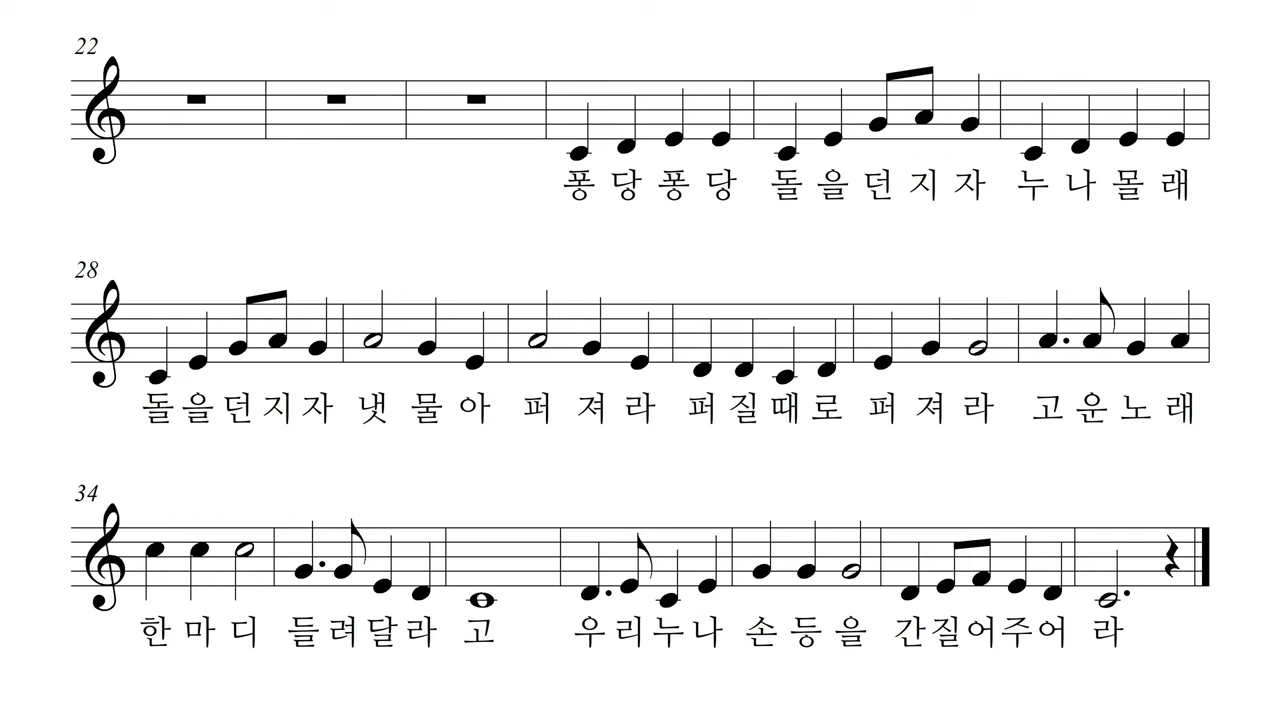 22
퐁 당 퐁 당 돌 을 던 지 자 누 나 몰 래
28
돌 을 던 지 자 냇 물 아 퍼 져 라 퍼 질 때 로 퍼 져 라 고 운 노 래
34
한 마 디 들 려 달 라 고 우 리 누 나 손 등 을 간 질 어 주 어 라